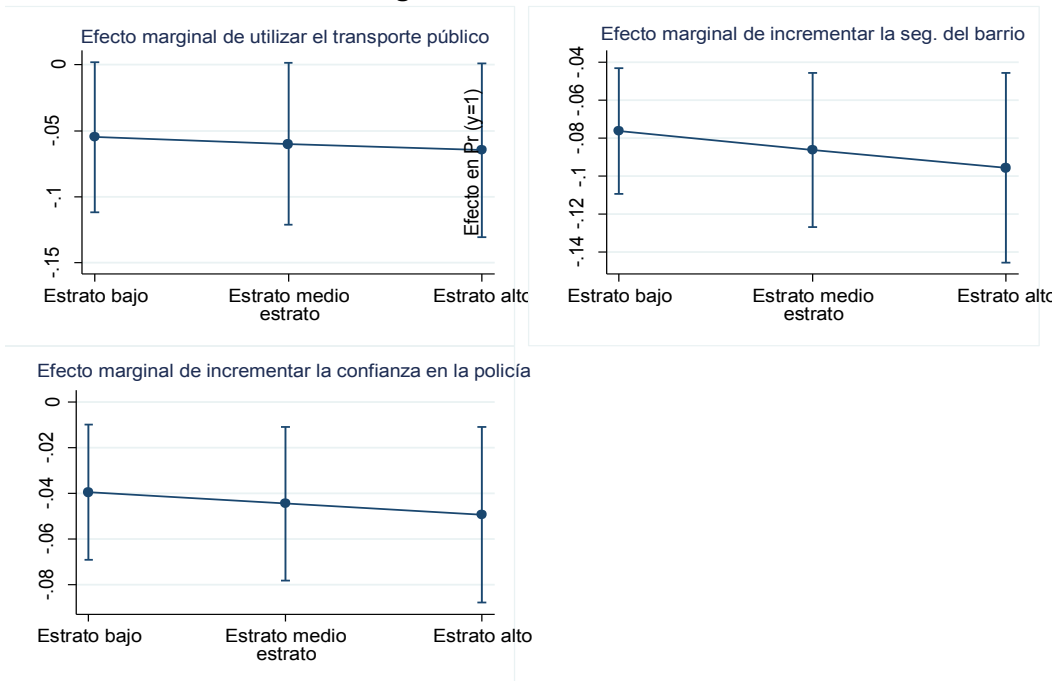 Efecto marginal de utilizar el transporte público
0
-.05
-.1
-.15
Estrato bajo
Estrato medio
Estrato alto
estrato
Efecto en Pr (y=1)
Efecto marginal de incrementar la seg. del barrio
-.04
-.06
-.08
-.1
-.12
-.14
Estrato bajo
Estrato medio
Estrato alto
estrato
Efecto marginal de incrementar la confianza en la policía
0
-.02
-.04
-.06
-.08
Estrato bajo
Estrato medio
Estrato alto
estrato